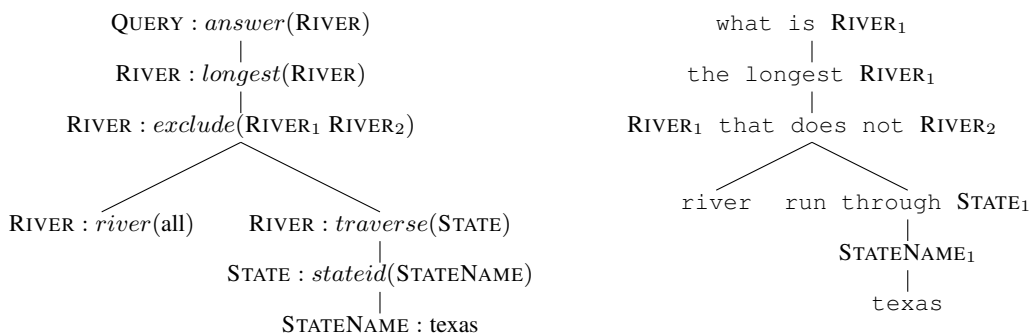 QUERY : answer(RIVER)
RIVER : longest(RIVER)
RIVER : exclude(RIVER₁ RIVER₂)
RIVER : river(all)
RIVER : traverse(STATE)
STATE : stateid(STATENAME)
STATENAME : texas
what is RIVER₁
the longest RIVER₁
RIVER₁ that does not RIVER₂
river
run through STATE₁
STATENAME₁
texas